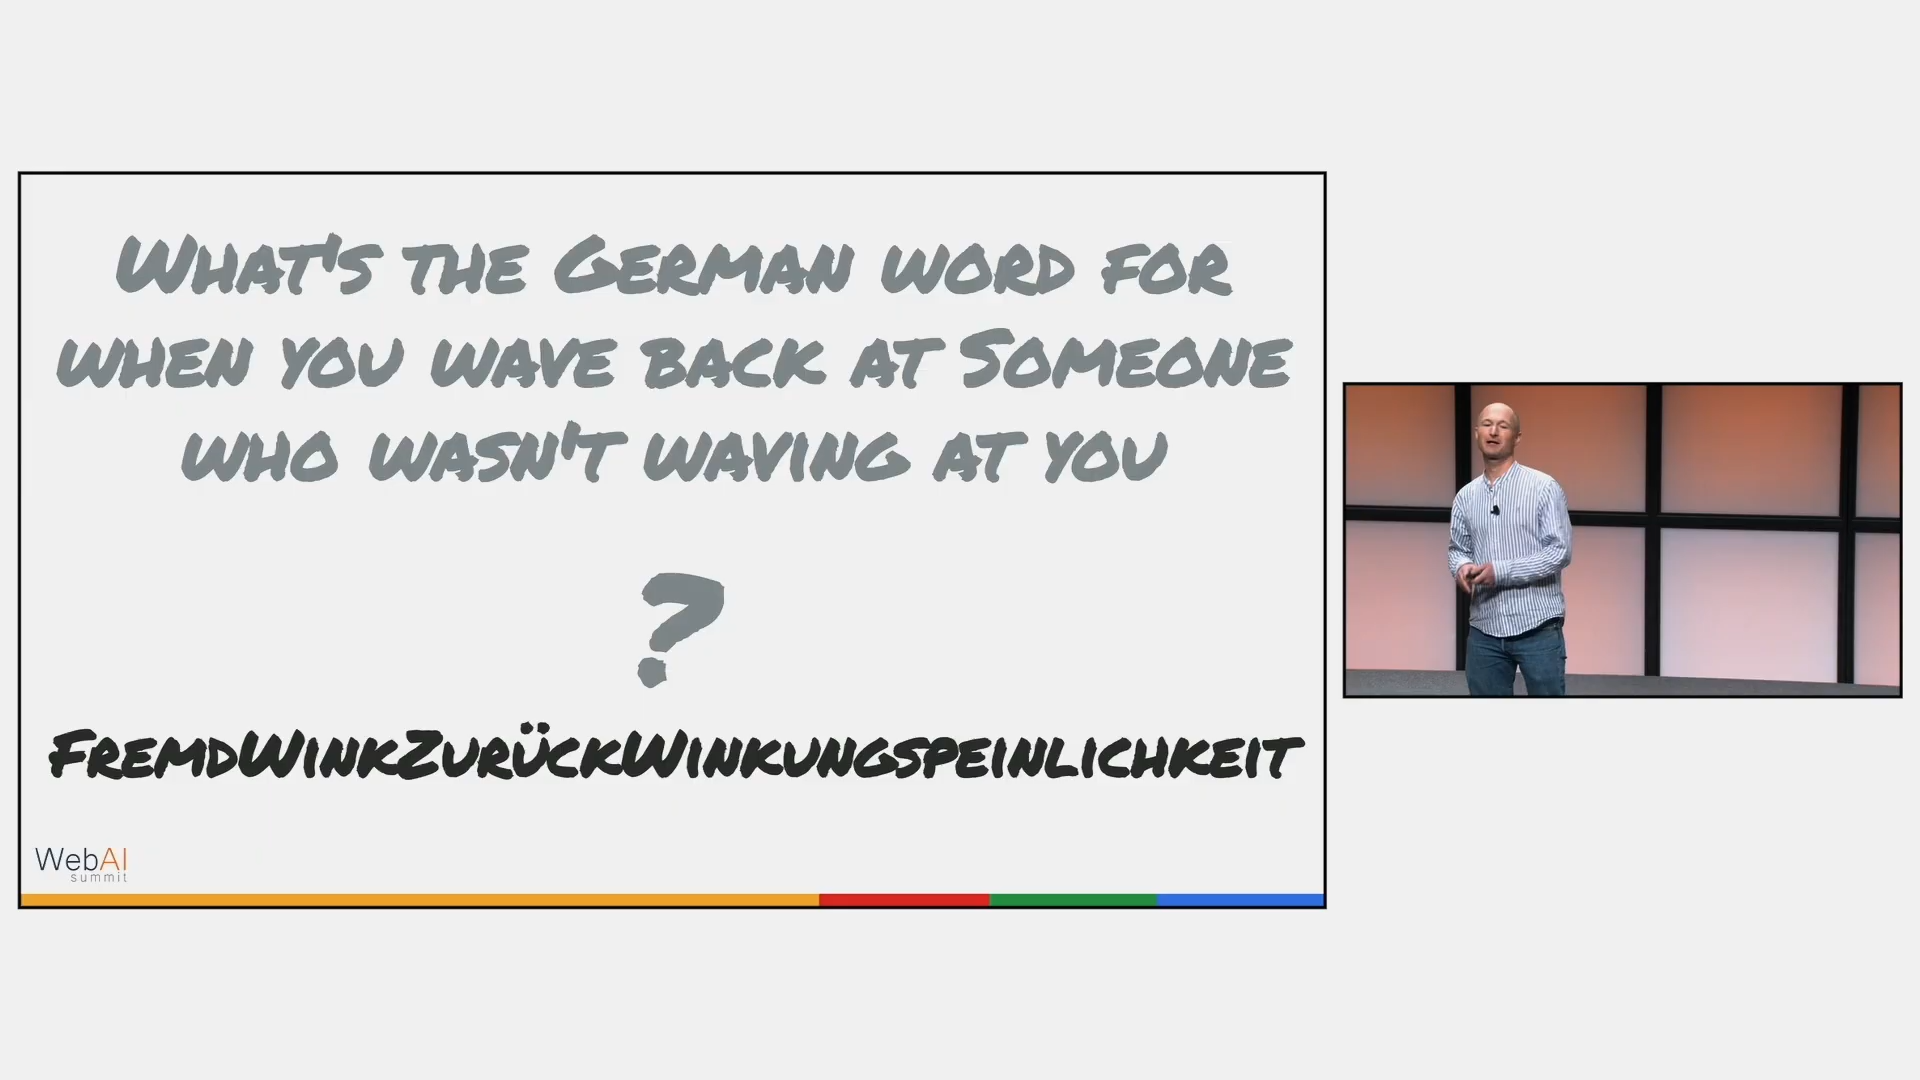 What's the German word for
when you wave back at Someone
who wasn't waving at you
?
FremdWinkZurückWinkungspeinlichkeit
WebAI
summit